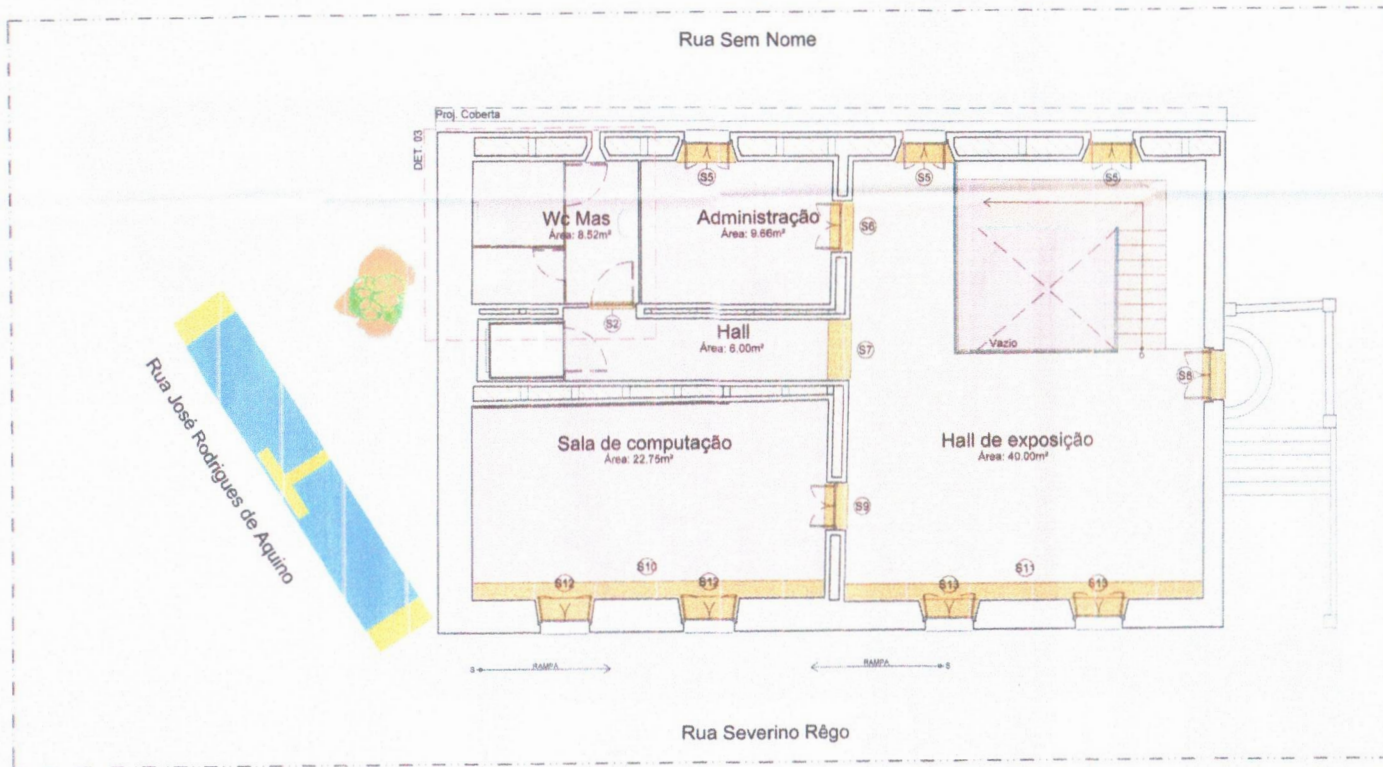 Rua Sem Nome
Proj. Coberta
DET. 03
S5
S5
S5
Wc Mas
Área: 8.52m²
Administração
Área: 9.66m²
S6
S2
Hall
Área: 6.00m²
S7
Vazio
S8
Rua José Rodrigues de Aquino
Sala de computação
Área: 22.75m²
Hall de exposição
Área: 40.00m²
S9
S10
S11
S12
S12
S13
S13
S
RAMPA
RAMPA
S
Rua Severino Rêgo